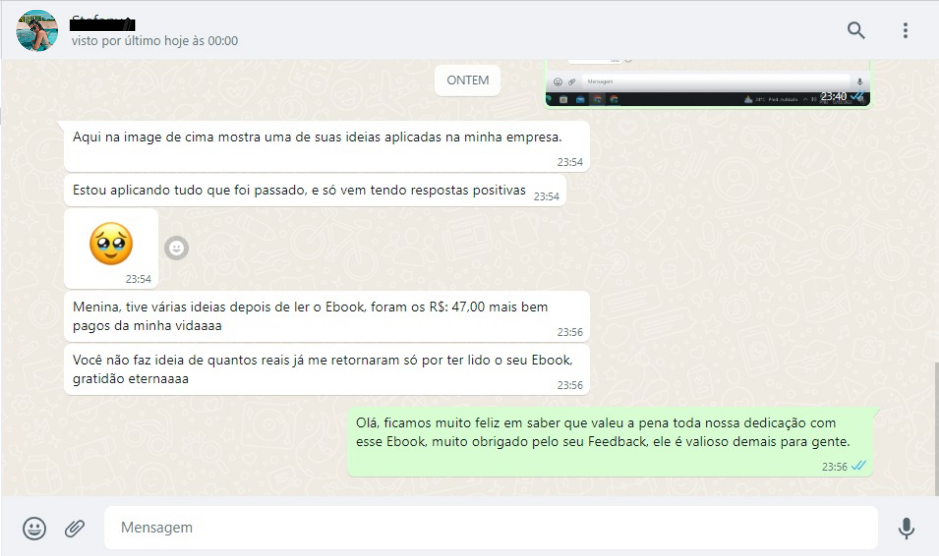 visto por último hoje às 00:00
ONTEM
Mensagem
23:40
Aqui na image de cima mostra uma de suas ideias aplicadas na minha empresa.
23:54
Estou aplicando tudo que foi passado, e só vem tendo respostas positivas
23:54
23:54
Menina, tive várias ideias depois de ler o Ebook, foram os R$: 47,00 mais bem
pagos da minha vidaaaa
23:56
Você não faz ideia de quantos reais já me retornaram só por ter lido o seu Ebook,
gratidão eternaaaa
23:56
Olá, ficamos muito feliz em saber que valeu a pena toda nossa dedicação com
esse Ebook, muito obrigado pelo seu Feedback, ele é valioso demais para gente.
23:56
Mensagem